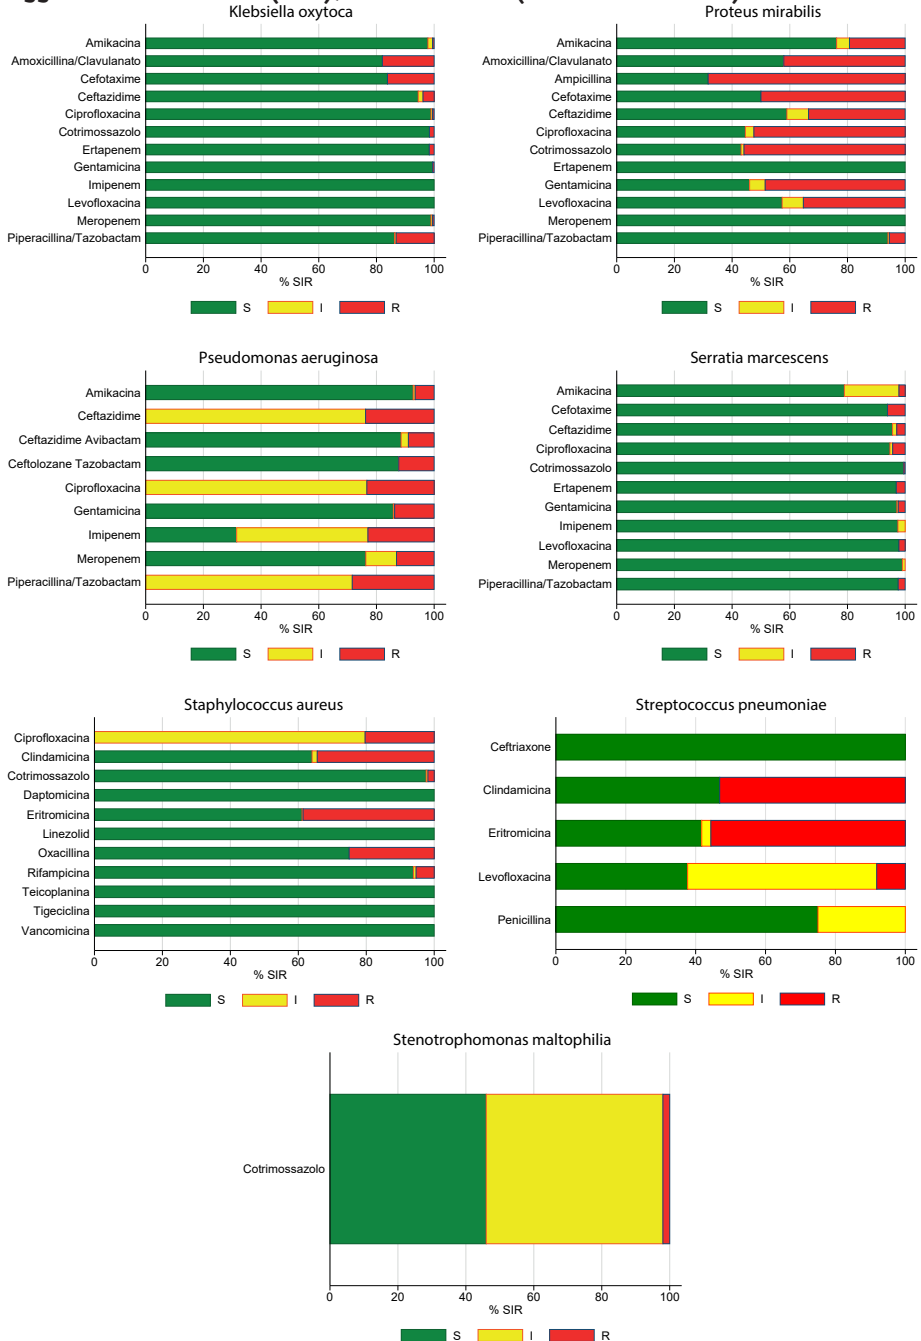 Klebsiella oxytoca
Amikacina
Amoxicillina/Clavulanato
Cefotaxime
Ceftazidime
Ciprofloxacina
Cotrimossazolo
Ertapenem
Gentamicina
Imipenem
Levofloxacina
Meropenem
Piperacillina/Tazobactam
0 20 40 60 80 100
% SIR
S I R
Proteus mirabilis
Amikacina
Amoxicillina/Clavulanato
Ampicillina
Cefotaxime
Ceftazidime
Ciprofloxacina
Cotrimossazolo
Ertapenem
Gentamicina
Levofloxacina
Meropenem
Piperacillina/Tazobactam
0 20 40 60 80 100
% SIR
S I R
Pseudomonas aeruginosa
Amikacina
Ceftazidime
Ceftazidime Avibactam
Ceftolozane Tazobactam
Ciprofloxacina
Gentamicina
Imipenem
Meropenem
Piperacillina/Tazobactam
0 20 40 60 80 100
% SIR
S I R
Serratia marcescens
Amikacina
Cefotaxime
Ceftazidime
Ciprofloxacina
Cotrimossazolo
Ertapenem
Gentamicina
Imipenem
Levofloxacina
Meropenem
Piperacillina/Tazobactam
0 20 40 60 80 100
% SIR
S I R
Staphylococcus aureus
Ciprofloxacina
Clindamicina
Cotrimossazolo
Daptomicina
Eritromicina
Linezolid
Oxacillina
Rifampicina
Teicoplanina
Tigeciclina
Vancomicina
0 20 40 60 80 100
% SIR
S I R
Streptococcus pneumoniae
Ceftriaxone
Clindamicina
Eritromicina
Levofloxacina
Penicillina
0 20 40 60 80 100
% SIR
S I R
Stenotrophomonas maltophilia
Cotrimossazolo
0 20 40 60 80 100
% SIR
S I R